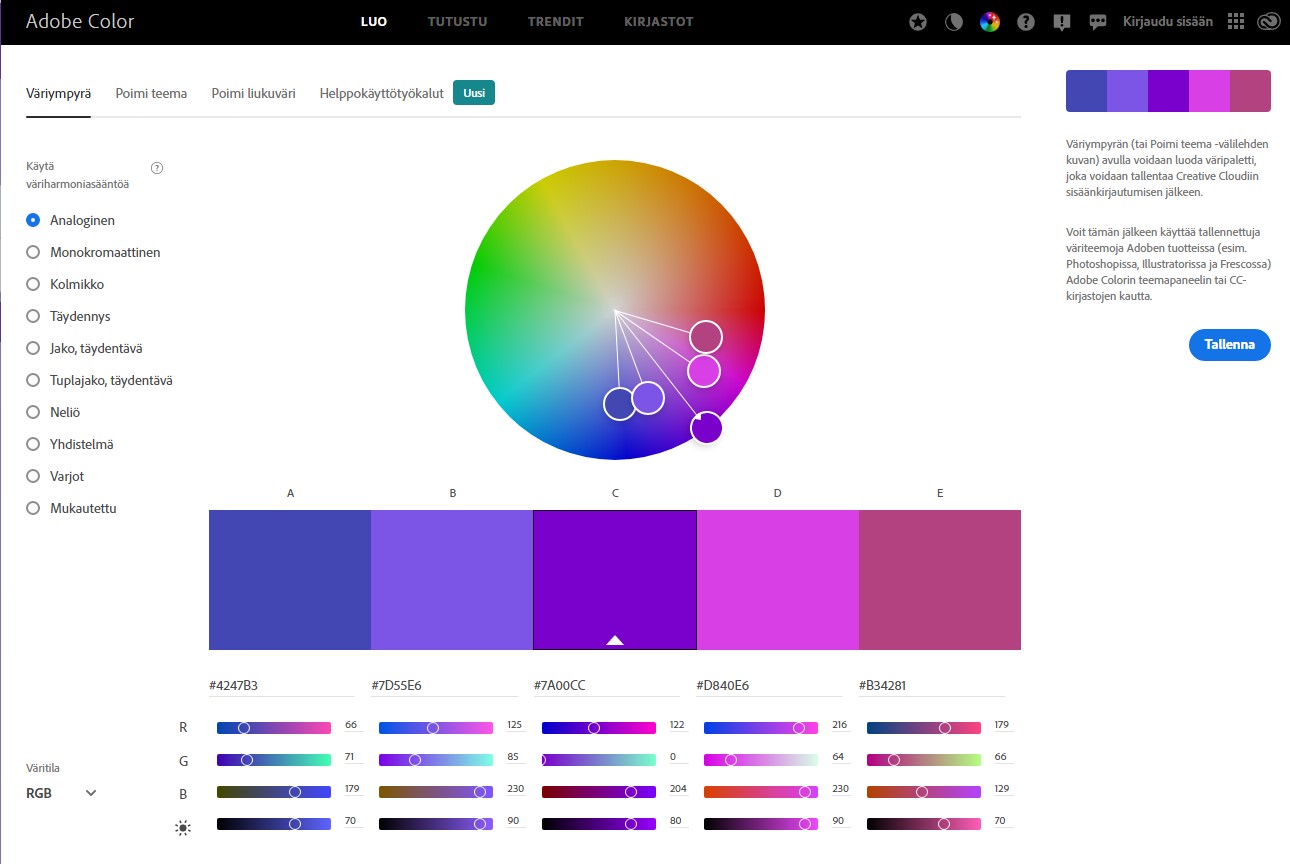 Adobe Color
LUO
TUTUSTU
TRENDIT
KIRJASTOT
Kirjaudu sisään
Väriympyrä
Poimi teema
Poimi liukuväri
Helppokäyttötyökalut
Uusi
Käytä
väriharmoniasääntöä
Analoginen
Monokromaattinen
Kolmikko
Täydennys
Jako, täydentävä
Tuplajako, täydentävä
Neliö
Yhdistelmä
Varjot
Mukautettu
Väriympyrän (tai Poimi teema -välilehden
kuvan) avulla voidaan luoda väripaletti,
joka voidaan tallentaa Creative Cloudiin
sisäänkirjautumisen jälkeen.
Voit tämän jälkeen käyttää tallennettuja
väriteemoja Adoben tuotteissa (esim.
Photoshopissa, Illustratorissa ja Frescossa)
Adobe Colorin teemapaneelin tai CC-
kirjastojen kautta.
Tallenna
A B C D E
#4247B3 #7D55E6 #7A00CC #D840E6 #B34281
R 66 125 122 216 179
G 71 85 0 64 66
B 179 230 204 230 129
70 90 80 90 70
Väritila
RGB